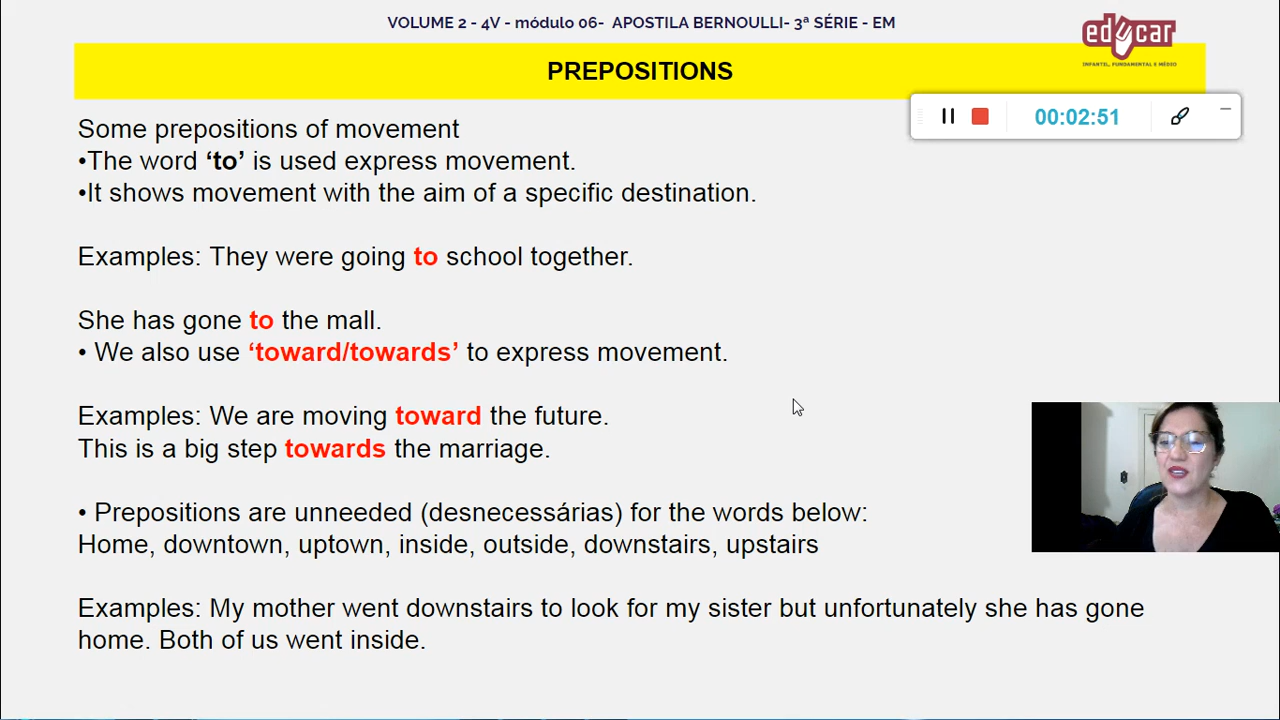 VOLUME 2 - 4V - módulo 06- APOSTILA BERNOULLI- 3ª SÉRIE - EM
educar
INFANTIL, FUNDAMENTAL E MÉDIO
PREPOSITIONS
00:02:51
Some prepositions of movement
•The word ‘to’ is used express movement.
•It shows movement with the aim of a specific destination.
Examples: They were going to school together.
She has gone to the mall.
• We also use ‘toward/towards’ to express movement.
Examples: We are moving toward the future.
This is a big step towards the marriage.
• Prepositions are unneeded (desnecessárias) for the words below:
Home, downtown, uptown, inside, outside, downstairs, upstairs
Examples: My mother went downstairs to look for my sister but unfortunately she has gone
home. Both of us went inside.